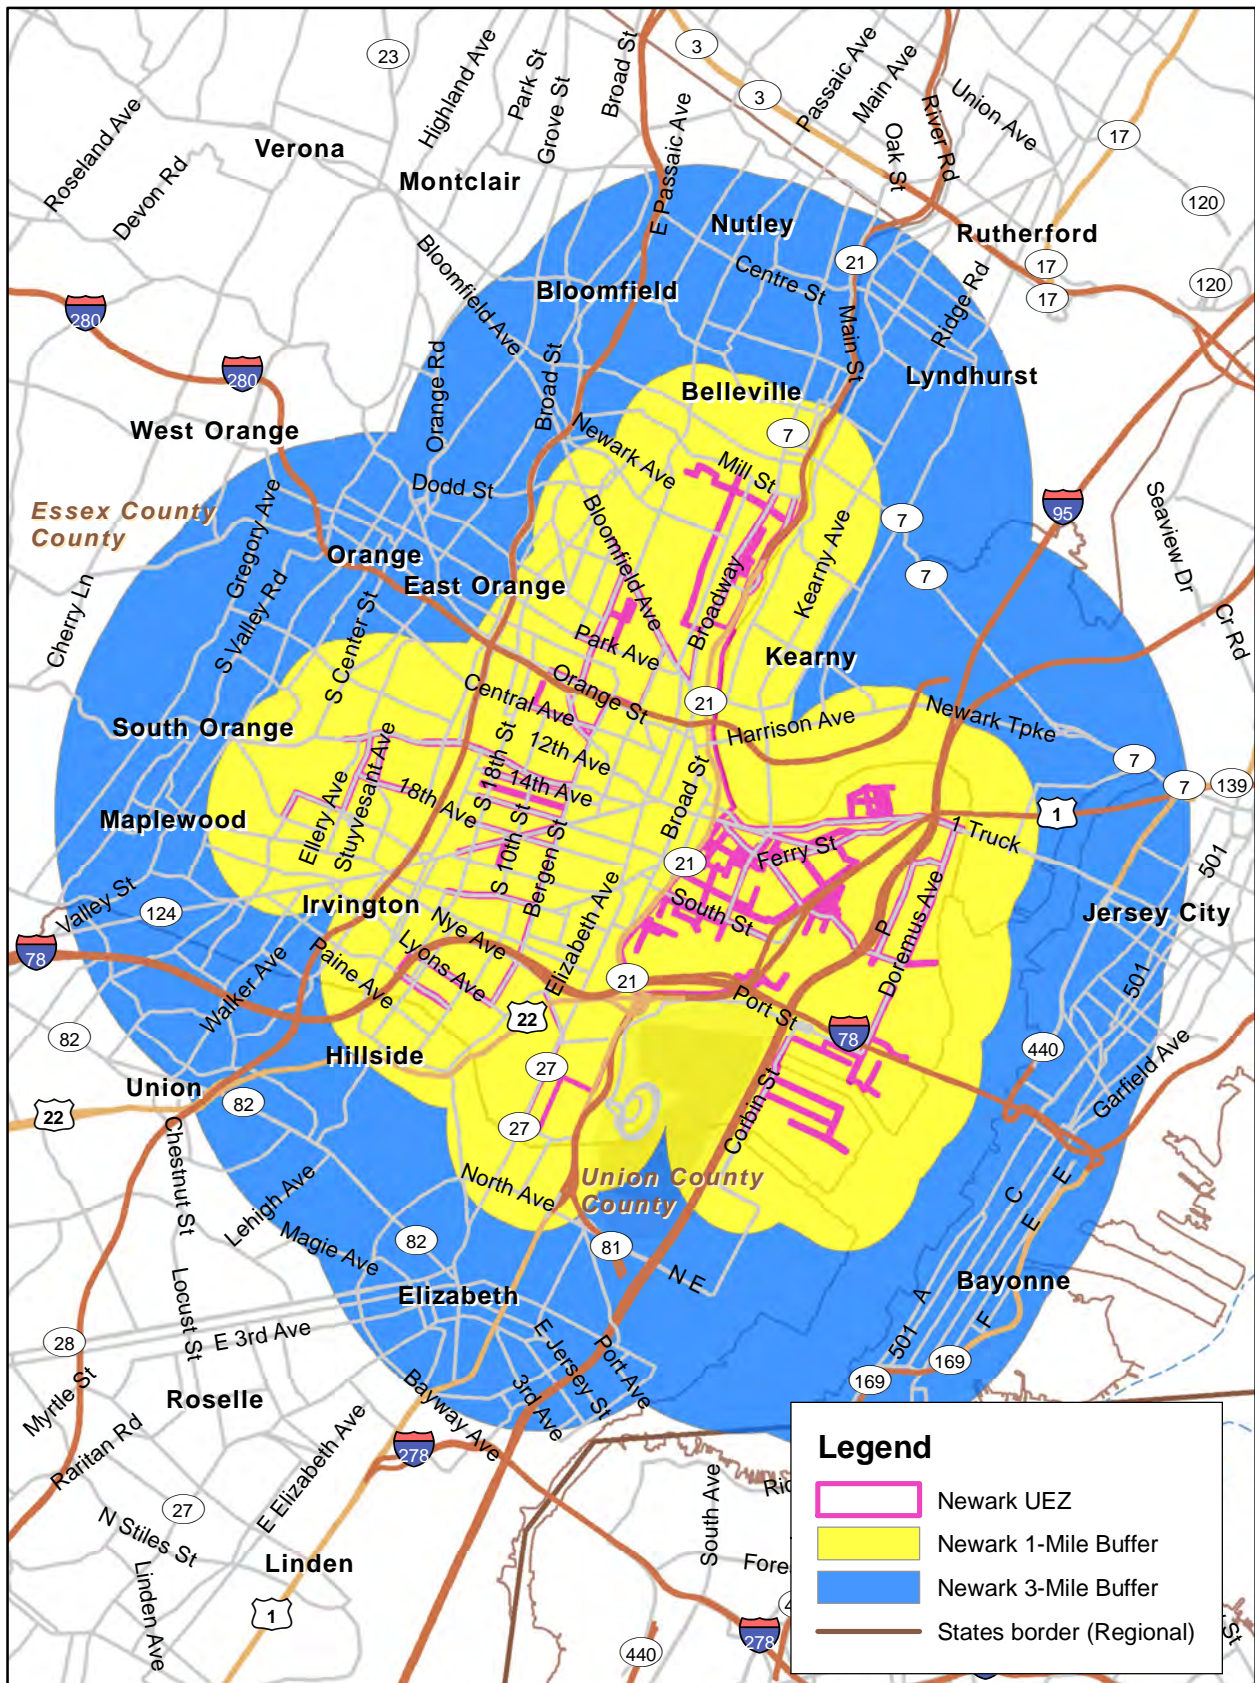 23
Highland Ave
Park St
Grove St
Broad St
3
3
Passaic Ave
Main Ave
Oak St
River Rd
Union Ave
17
120
Roseland Ave
Devon Rd
Verona
Montclair
E Passaic Ave
Nutley
Rutherford
21
17
17
120
Bloomfield Ave
Bloomfield
Centre St
Main St
Ridge Rd
280
280
Orange Rd
Broad St
Belleville
Lyndhurst
West Orange
7
Newark Ave
Mill St
Dodd St
Essex County
County
Gregory Ave
Bloomfield Ave
7
95
Seaview Dr
Orange
East Orange
Kearny Ave
7
Cherry Ln
S Valley Rd
S Center St
Broadway
Park Ave
Kearny
Cr Rd
Central Ave
Orange St
21
Harrison Ave
Newark Tpke
South Orange
12th Ave
S 18th St
14th Ave
7
7
139
Ellery Ave
Stuyvesant Ave
18th Ave
Broad St
1
1 Truck
Maplewood
S 10th St
Bergen St
21
Ferry St
501
Valley St
124
Irvington
South St
P
Doremus Ave
Jersey City
78
Nye Ave
Lyons Ave
Elizabeth Ave
Paine Ave
Walker Ave
21
Port St
501
22
78
440
82
Hillside
27
Garfield Ave
Union
22
82
27
Corbin St
Chestnut St
Lehigh Ave
North Ave
Union County
County
C
E
E
Magie Ave
82
81
N E
Bayonne
Locust St
Elizabeth
A
F
28
E 3rd Ave
E Jersey St
Port Ave
501
169
169
Myrtle St
Roselle
Bayway Ave
3rd Ave
Raritan Rd
E Elizabeth Ave
278
27
N Stiles St
Linden
Linden Ave
1
South Ave
440
278
Legend
Newark UEZ
Newark 1-Mile Buffer
Newark 3-Mile Buffer
States border (Regional)
St